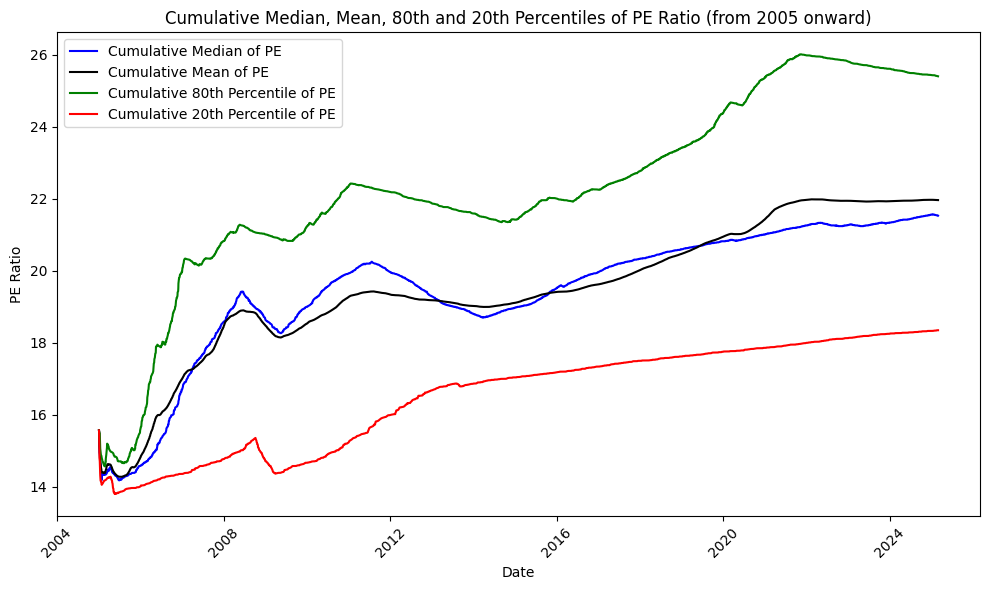 Cumulative Median, Mean, 80th and 20th Percentiles of PE Ratio (from 2005 onward)
Cumulative Median of PE
Cumulative Mean of PE
Cumulative 80th Percentile of PE
Cumulative 20th Percentile of PE
PE Ratio
26
24
22
20
18
16
14
2004
2008
2012
2016
2020
2024
Date